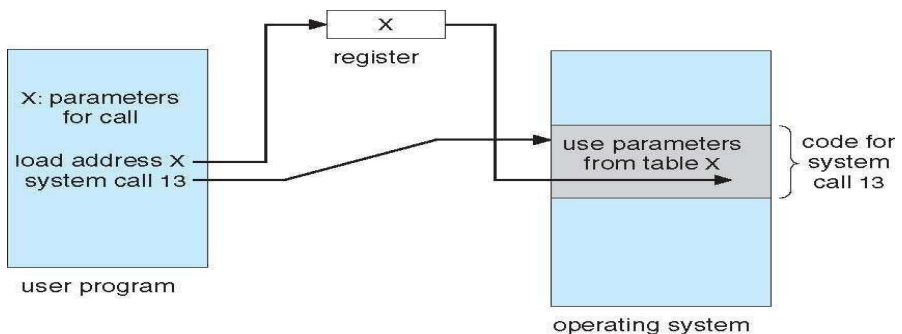 X
register
X: parameters
for call
load address X
system call 13
user program
use parameters
from table X
code for
system
call 13
operating system